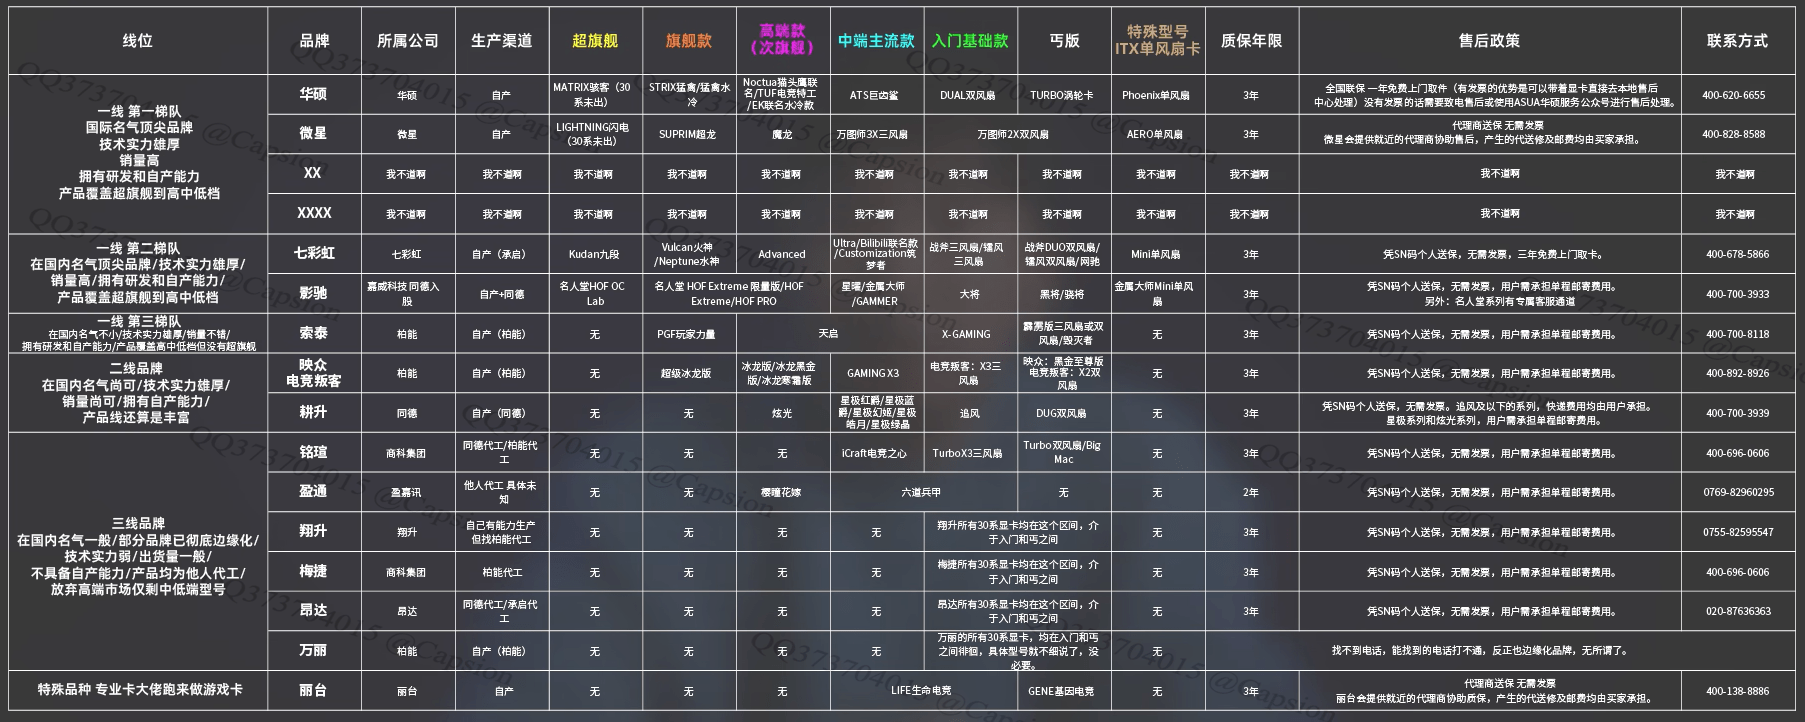 线位 品牌 所属公司 生产渠道 超旗舰 旗舰款 高端款 中端主流款 入门基础款 丐版 特殊型号 质保年限 售后政策 联系方式
(次旗舰) ITX单风扇卡
一线 第一梯队
国际名气顶尖品牌
技术实力雄厚
销量高
拥有研发和自产能力
产品覆盖超旗舰到高中低档
华硕 华硕 自产 MATRIX骇客（30
系未出） STRIX猛禽/猛禽水
冷 Noctua猫头鹰联
名/TUF电竞特工
/EK联名水冷款 ATS巨齿鲨 DUAL双风扇 TURBO涡轮卡 Phoenix单风扇 3年 全国联保 一年免费上门取件（有发票的优势是可以带着显卡直接去本地售后
中心处理）没有发票的话需要致电售后或使用ASUA华硕服务公众号进行售后处理。 400-620-6655
微星 微星 自产 LIGHTNING闪电
（30系未出） SUPRIM超龙 魔龙 万图师3X三风扇 万图师2X双风扇 AERO单风扇 3年 代理商送保 无需发票
微星会提供就近的代理商协助售后，产生的代送修及邮费均由买家承担。 400-828-8588
XX 我不道啊 我不道啊 我不道啊 我不道啊 我不道啊 我不道啊 我不道啊 我不道啊 我不道啊 我不道啊 我不道啊 我不道啊
XXXX 我不道啊 我不道啊 我不道啊 我不道啊 我不道啊 我不道啊 我不道啊 我不道啊 我不道啊 我不道啊 我不道啊 我不道啊
一线 第二梯队
在国内名气顶尖品牌/技术实力雄厚/
销量高/拥有研发和自产能力/
产品覆盖超旗舰到高中低档
七彩虹 七彩虹 自产（承启） Kudan九段 Vulcan火神
/Neptune水神 Advanced Ultra/Bilibili联名款
/Customization筑
梦者 战斧三风扇/镭风
三风扇 战斧DUO双风扇/
镭风双风扇/网驰 Mini单风扇 3年 凭SN码个人送保，无需发票，三年免费上门取卡。 400-678-5866
影驰 嘉威科技 同德入
股 自产+同德 名人堂HOF OC
Lab 名人堂 HOF Extreme 限量版/HOF
Extreme/HOF PRO 星曜/金属大师
/GAMMER 大将 黑将/骁将 金属大师Mini单风
扇 3年 凭SN码个人送保，无需发票，用户需承担单程邮寄费用。
另外：名人堂系列有专属客服通道 400-700-3933
一线 第三梯队
在国内名气不小/技术实力雄厚/销量不错/
拥有研发和自产能力/产品覆盖高中低档但没有超旗舰
索泰 柏能 自产（柏能） 无 PGF玩家力量 天启 X-GAMING 霹雳版三风扇或双
风扇/毁灭者 无 3年 凭SN码个人送保，无需发票，用户需承担单程邮寄费用。 400-700-8118
二线品牌
在国内名气尚可/技术实力雄厚/
销量尚可/拥有自产能力/
产品线还算是丰富
映众
电竞叛客 柏能 自产（柏能） 无 超级冰龙版 冰龙版/冰龙黑金
版/冰龙寒霜版 GAMING X3 电竞叛客：X3三
风扇 映众：黑金至尊版
电竞叛客：X2双
风扇 无 3年 凭SN码个人送保，无需发票，用户需承担单程邮寄费用。 400-892-8926
耕升 同德 自产（同德） 无 无 炫光 星极红爵/星极蓝
爵/星极幻姬/星极
皓月/星极绿晶 追风 DUG双风扇 无 3年 凭SN码个人送保，无需发票。追风及以下的系列，快递费用均由用户承担。
星极系列和炫光系列，用户需承担单程邮寄费用。 400-700-3939
三线品牌
在国内名气一般/部分品牌已彻底边缘化/
技术实力弱/出货量一般/
不具备自产能力/产品均为他人代工/
放弃高端市场仅剩中低端型号
铭瑄 商科集团 同德代工/柏能代
工 无 无 无 iCraft电竞之心 TurboX3三风扇 Turbo双风扇/Big
Mac 无 3年 凭SN码个人送保，无需发票，用户需承担单程邮寄费用。 400-696-0606
盈通 盈嘉讯 他人代工 具体未
知 无 无 樱瞳花嫁 六道兵甲 无 无 2年 凭SN码个人送保，无需发票，用户需承担单程邮寄费用。 0769-82960295
翔升 翔升 自己有能力生产
但找柏能代工 无 无 无 无 翔升所有30系显卡均在这个区间，介
于入门和丐之间 无 3年 凭SN码个人送保，无需发票，用户需承担单程邮寄费用。 0755-82595547
梅捷 商科集团 柏能代工 无 无 无 无 梅捷所有30系显卡均在这个区间，介
于入门和丐之间 无 3年 凭SN码个人送保，无需发票，用户需承担单程邮寄费用。 400-696-0606
昂达 昂达 同德代工/承启代
工 无 无 无 无 昂达所有30系显卡均在这个区间，介
于入门和丐之间 无 3年 凭SN码个人送保，无需发票，用户需承担单程邮寄费用。 020-87636363
万丽 柏能 自产（柏能） 无 无 无 无 万丽的所有30系显卡，均在入门和丐
之间徘徊，具体型号就不细说了，没
必要。 无 找不到电话，能找到的电话打不通，反正也边缘化品牌，无所谓了。
特殊品种 专业卡大佬跑来做游戏卡
丽台 丽台 自产 无 无 无 LIFE生命电竞 GENE基因电竞 无 3年 代理商送保 无需发票
丽台会提供就近的代理商协助质保，产生的代送修及邮费均由买家承担。 400-138-8886
QQ373704015 @Capsion